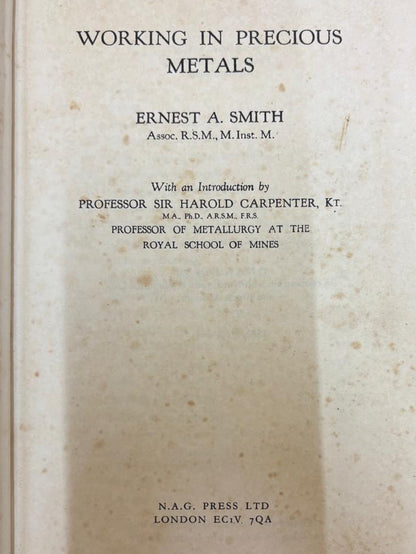 WORKING IN PRECIOUS
METALS
ERNEST A. SMITH
Assoc. R.S.M., M. Inst. M.
With an Introduction by
PROFESSOR SIR HAROLD CARPENTER, KT.
M.A., Ph.D., A.R.S.M., F.R.S.
PROFESSOR OF METALLURGY AT THE
ROYAL SCHOOL OF MINES
N.A.G. PRESS LTD
LONDON EC1V 7QA